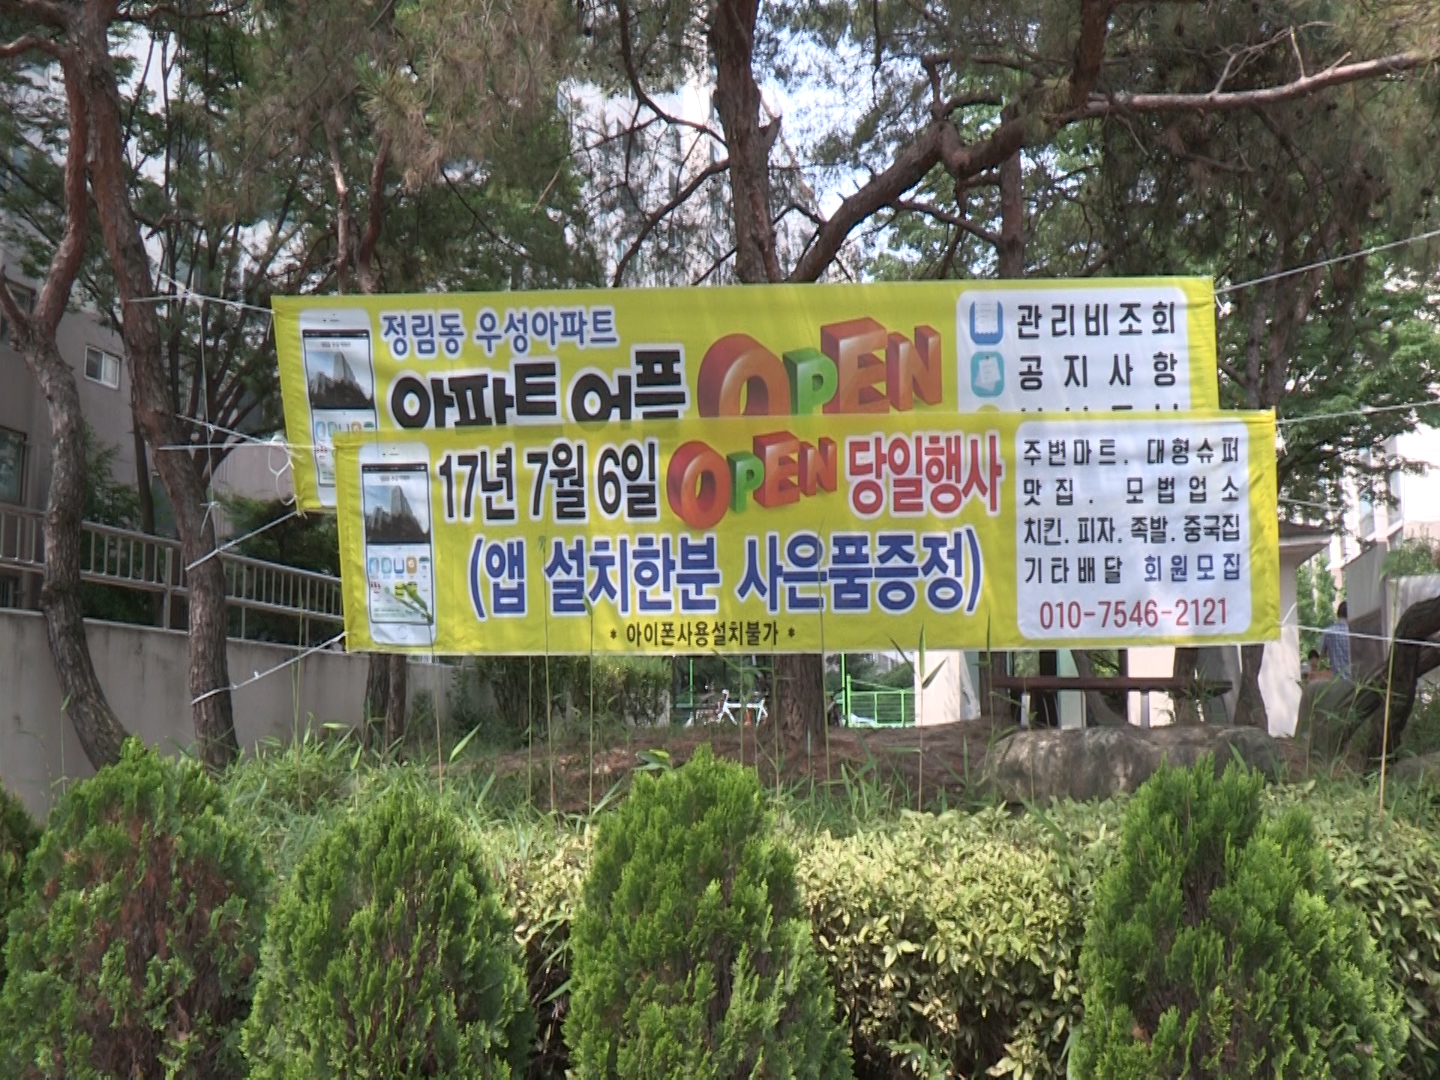 정림동 우성아파트
아파트 어플 OPEN
관리비조회
공지사항
17년 7월 6일 OPEN 당일행사
(앱 설치한분 사은품증정)
* 아이폰사용설치불가 *
주변마트. 대형슈퍼
맛집. 모법업소
치킨. 피자. 족발. 중국집
기타배달 회원모집
010-7546-2121